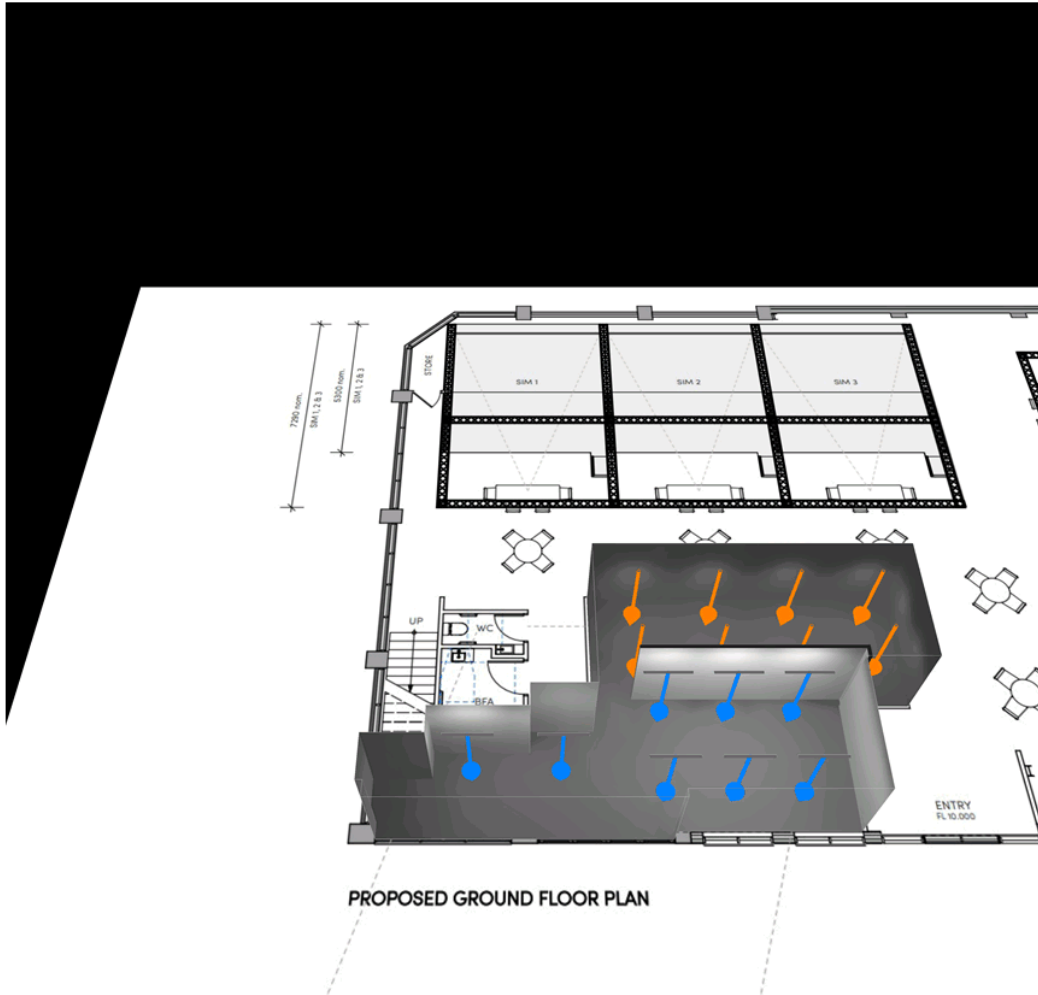 7290 nom.
SIM 1, 2 & 3
5300 nom.
SIM 1, 2 & 3
STORE
SIM 1
SIM 2
SIM 3
UP
WC
BFA
ENTRY
FL 10.000
PROPOSED GROUND FLOOR PLAN